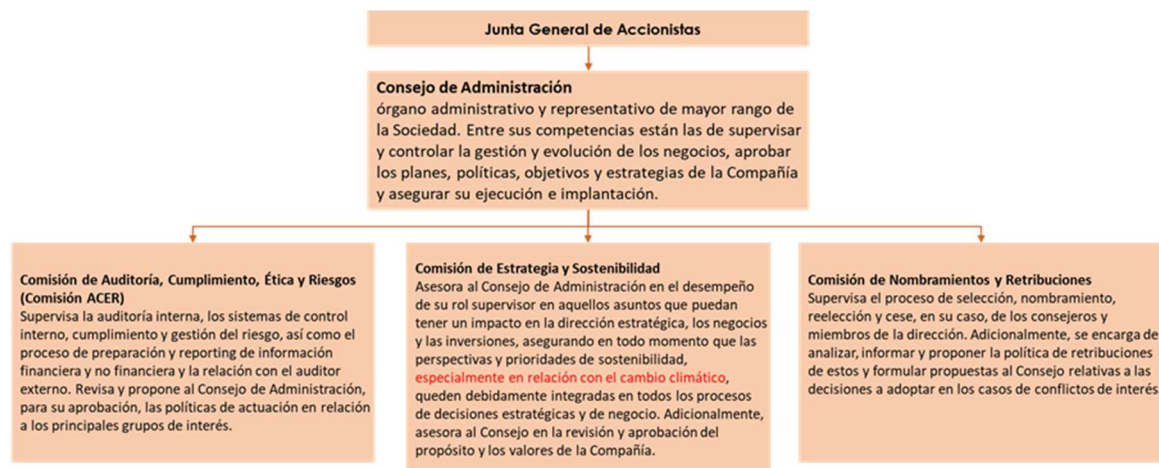 Junta General de Accionistas
Consejo de Administración
órgano administrativo y representativo de mayor rango de
la Sociedad. Entre sus competencias están las de supervisar
y controlar la gestión y evolución de los negocios, aprobar
los planes, políticas, objetivos y estrategias de la Compañía
y asegurar su ejecución e implantación.
Comisión de Auditoría, Cumplimiento, Ética y Riesgos
(Comisión ACER)
Supervisa la auditoría interna, los sistemas de control
interno, cumplimiento y gestión del riesgo, así como el
proceso de preparación y reporting de información
financiera y no financiera y la relación con el auditor
externo. Revisa y propone al Consejo de Administración,
para su aprobación, las políticas de actuación en relación
a los principales grupos de interés.
Comisión de Estrategia y Sostenibilidad
Asesora al Consejo de Administración en el desempeño
de su rol supervisor en aquellos asuntos que puedan
tener un impacto en la dirección estratégica, los negocios
y las inversiones, asegurando en todo momento que las
perspectivas y prioridades de sostenibilidad,
especialmente en relación con el cambio climático,
queden debidamente integradas en todos los procesos
de decisiones estratégicas y de negocio. Adicionalmente,
asesora al Consejo en la revisión y aprobación del
propósito y los valores de la Compañía.
Comisión de Nombramientos y Retribuciones
Supervisa el proceso de selección, nombramiento,
reelección y cese, en su caso, de los consejeros y
miembros de la dirección. Adicionalmente, se encarga de
analizar, informar y proponer la política de retribuciones
de estos y formular propuestas al Consejo relativas a las
decisiones a adoptar en los casos de conflictos de interés.